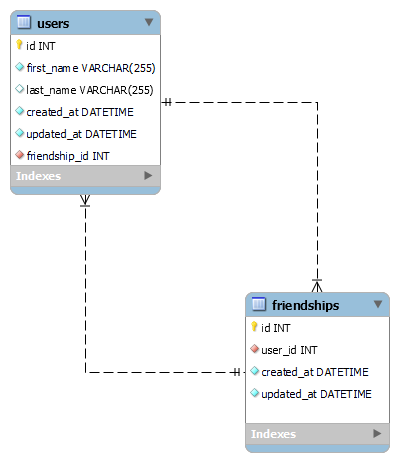 users
id INT
first_name VARCHAR(255)
last_name VARCHAR(255)
created_at DATETIME
updated_at DATETIME
friendship_id INT
Indexes
friendships
id INT
user_id INT
created_at DATETIME
updated_at DATETIME
Indexes